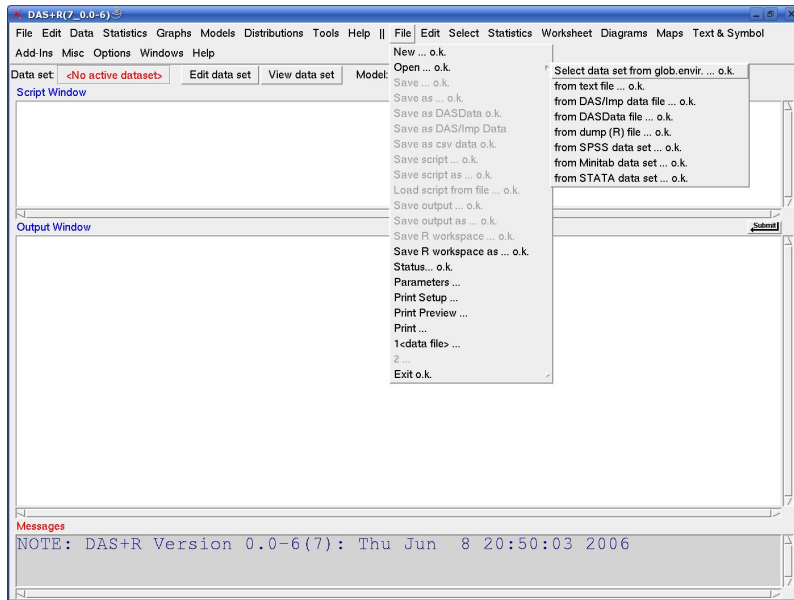 DAS+R(7_0.0-6)
File Edit Data Statistics Graphs Models Distributions Tools Help || File Edit Select Statistics Worksheet Diagrams Maps Text & Symbol
Add-Ins Misc Options Windows Help
Data set: <No active dataset> Edit data set View data set Model:
Script Window
New ... o.k.
Open ... o.k.
Save ... o.k.
Save as ... o.k.
Save as DASData o.k.
Save as DAS/Imp Data
Save as csv data o.k.
Save script ... o.k.
Save script as ... o.k.
Load script from file ... o.k.
Save output ... o.k.
Save output as ... o.k.
Save R workspace ... o.k.
Save R workspace as ... o.k.
Status... o.k.
Parameters ...
Print Setup ...
Print Preview ...
Print ...
1<data file> ...
2 ...
Exit o.k.
Select data set from glob.envir. ... o.k.
from text file ... o.k.
from DAS/Imp data file ... o.k.
from DASData file ... o.k.
from dump (R) file ... o.k.
from SPSS data set ... o.k.
from Minitab data set ... o.k.
from STATA data set ... o.k.
Output Window
Submit
Messages
NOTE: DAS+R Version 0.0-6(7): Thu Jun 8 20:50:03 2006